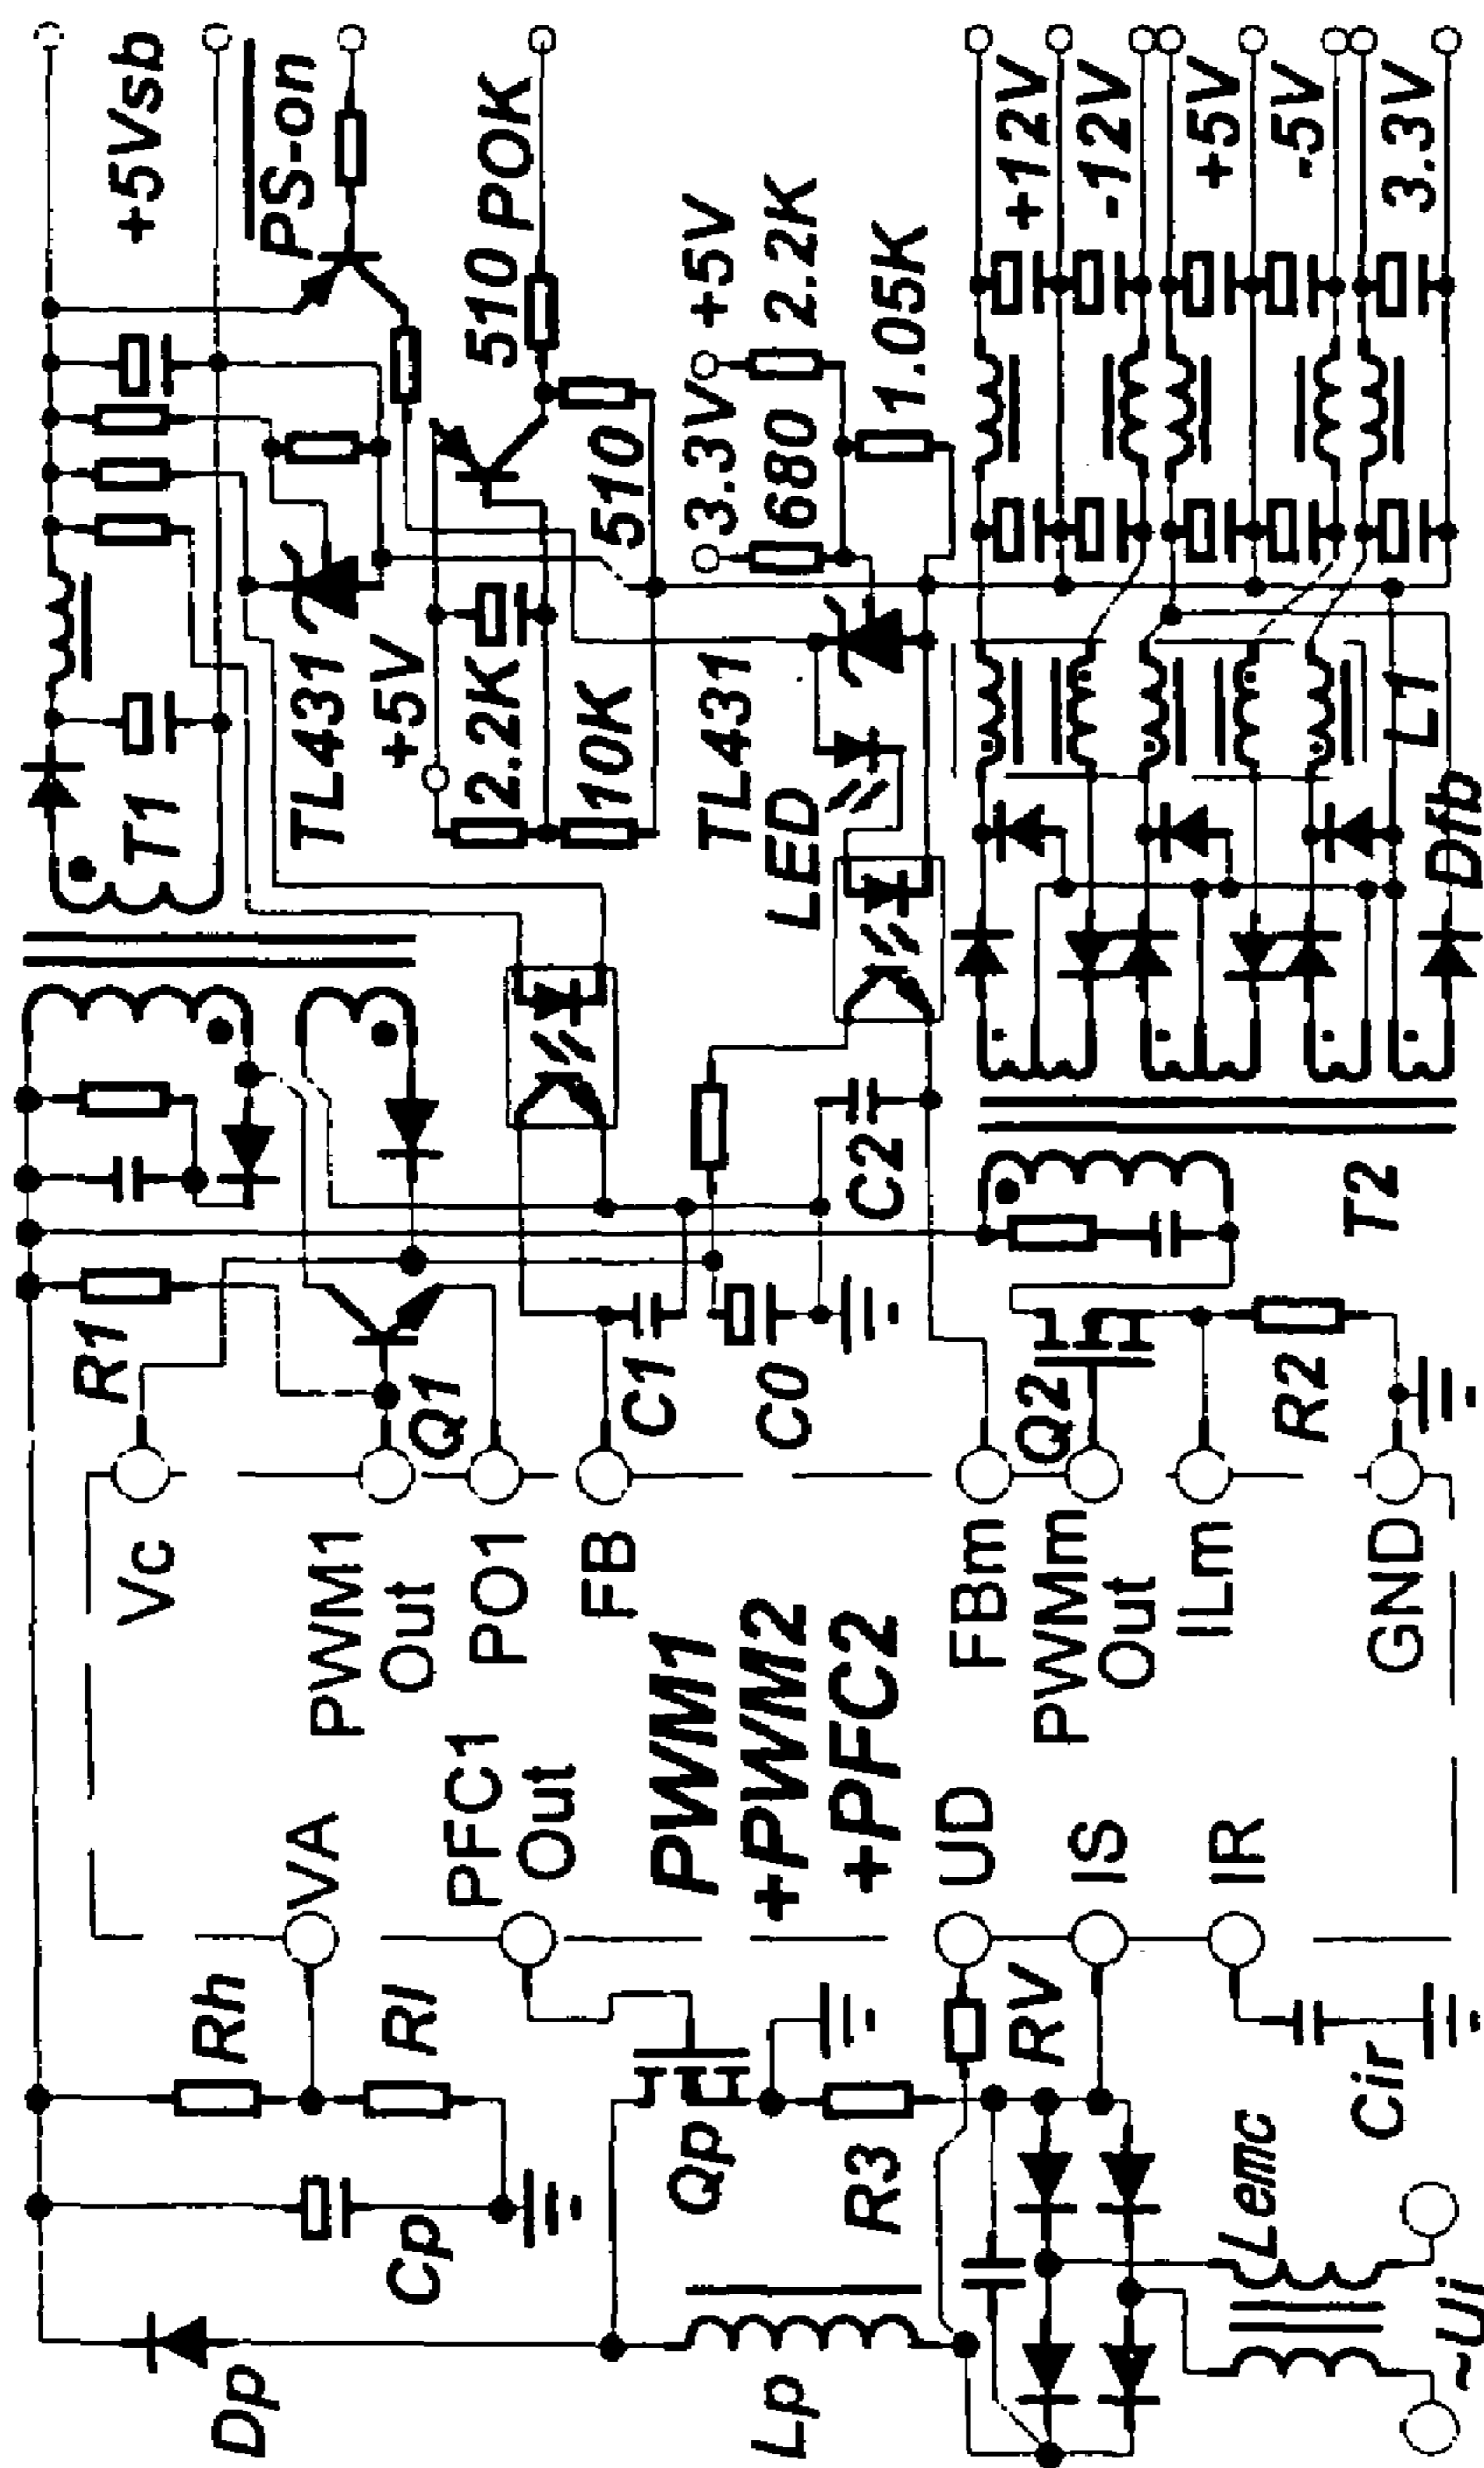 +5Vsb
PS-on
POK
510
510
T1
TL431
+5V
2.2K
10K
3.3V
+5V
680
2.2K
1.05K
TL431
LED
+12V
-12V
+5V
-5V
3.3V
L1
Dfb
R1
Q1
C1
C0
C2
Q2
R2
T2
Vc
PWM1
Out
PO1
FB
FBm
PWMm
Out
ILm
GND
PWM1
+PWM2
+PFC2
VA
PFC1
Out
UD
IS
IR
Rh
Rl
Cp
Dp
Qp
R3
Lp
RV
Cir
Lemc
~Ui